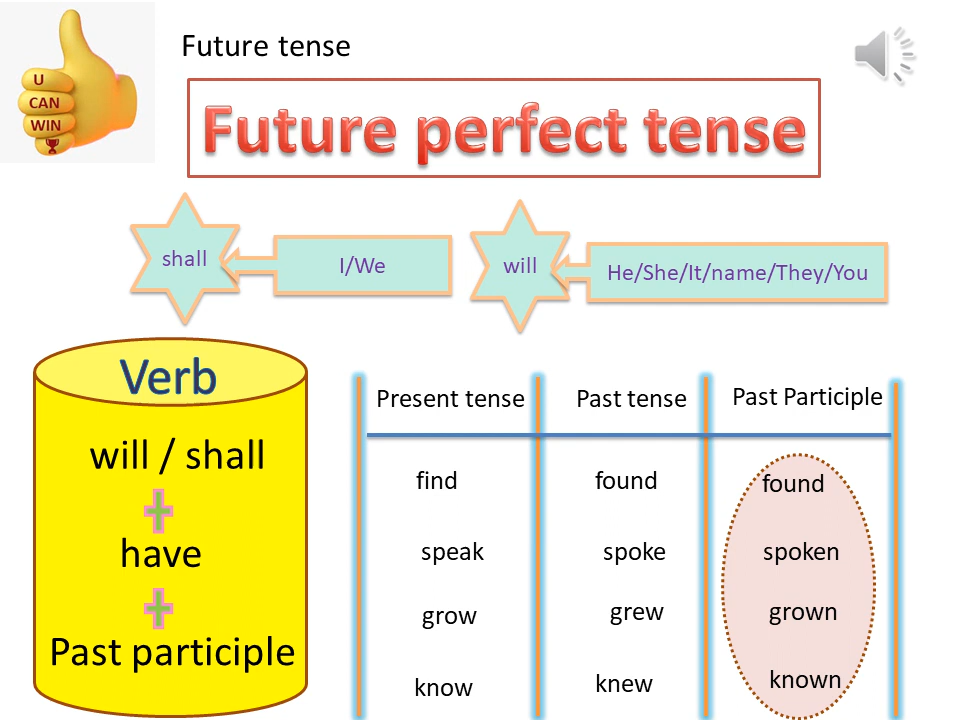 U
CAN
WIN
Future tense
Future perfect tense
shall
I/We
will
He/She/It/name/They/You
Verb
will / shall
have
Past participle
Present tense Past tense Past Participle
find found found
speak spoke spoken
grow grew grown
know knew known